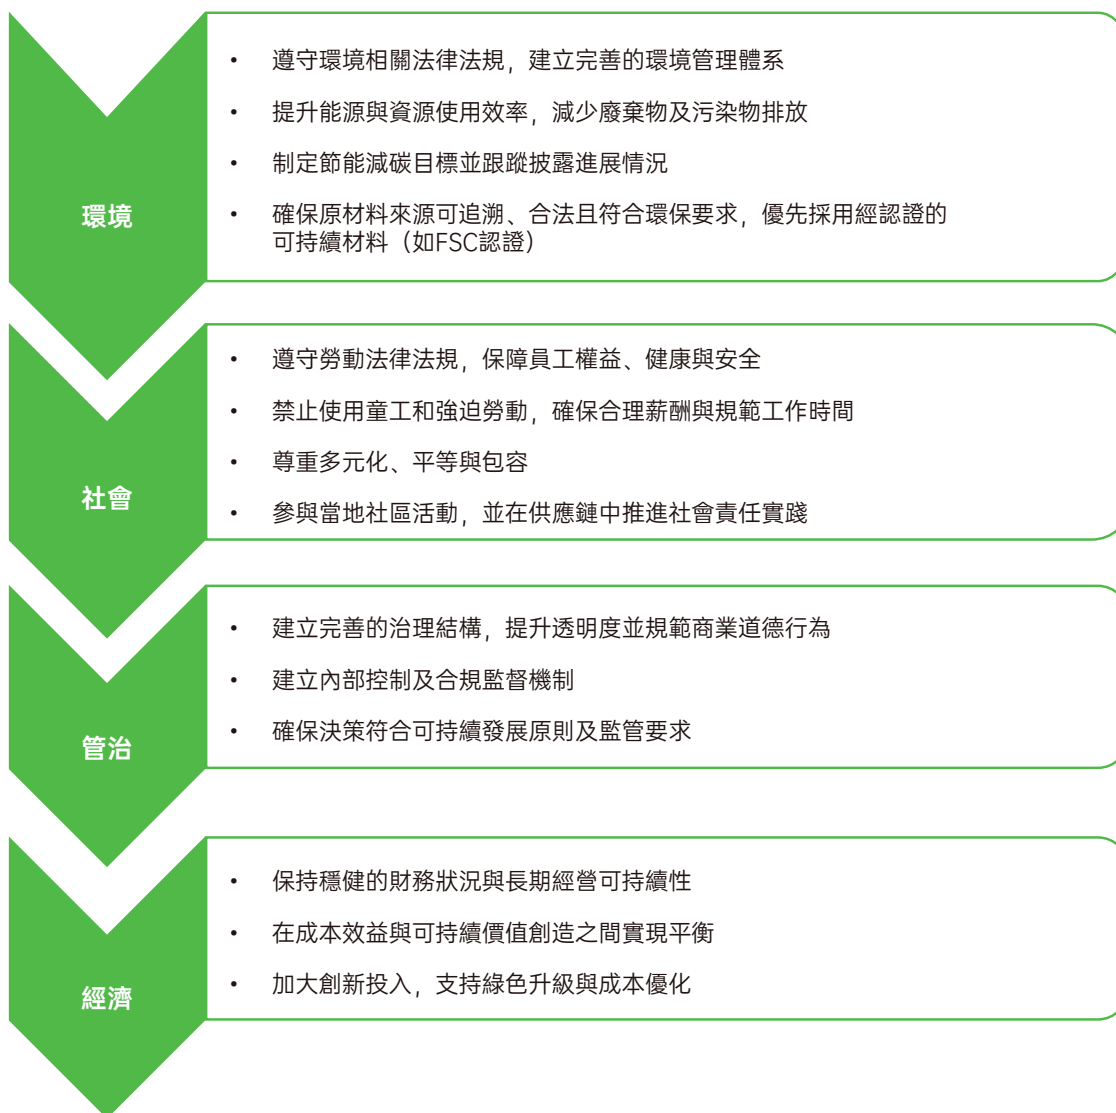 環境
• 遵守環境相關法律法規，建立完善的環境管理體系
• 提升能源與資源使用效率，減少廢棄物及污染物排放
• 制定節能減碳目標並跟蹤披露進展情況
• 確保原材料來源可追溯、合法且符合環保要求，優先採用經認證的
可持續材料（如FSC認證）
社會
• 遵守勞動法律法規，保障員工權益、健康與安全
• 禁止使用童工和強迫勞動，確保合理薪酬與規範工作時間
• 尊重多元化、平等與包容
• 參與當地社區活動，並在供應鏈中推進社會責任實踐
管治
• 建立完善的治理結構，提升透明度並規範商業道德行為
• 建立內部控制及合規監督機制
• 確保決策符合可持續發展原則及監管要求
經濟
• 保持穩健的財務狀況與長期經營可持續性
• 在成本效益與可持續價值創造之間實現平衡
• 加大創新投入，支持綠色升級與成本優化